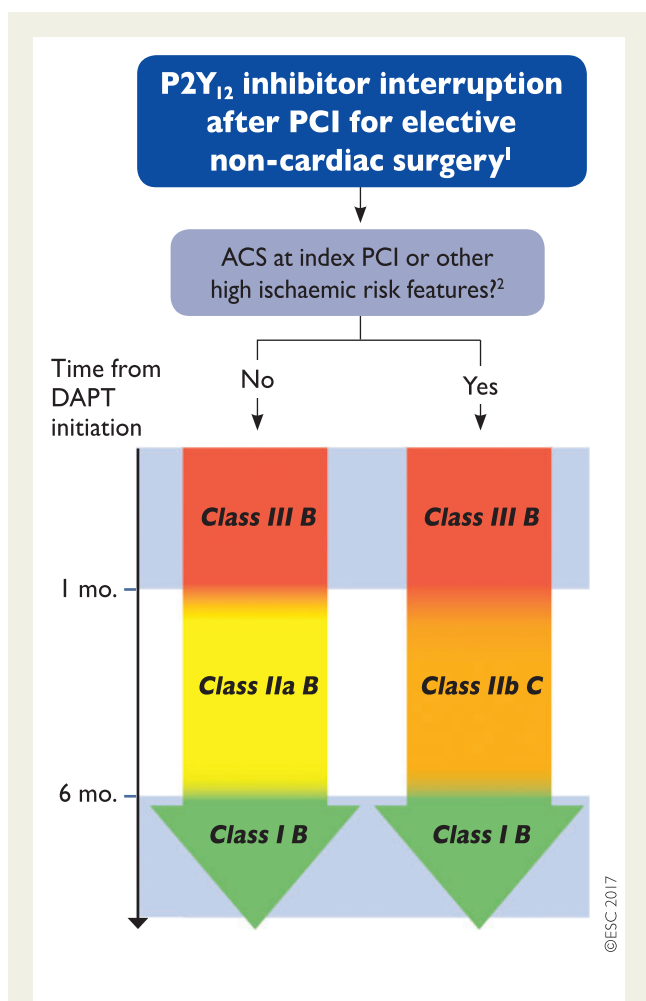 P2Y₁₂ inhibitor interruption
after PCI for elective
non-cardiac surgery¹
ACS at index PCI or other
high ischaemic risk features?²
Time from
DAPT
initiation
No
Yes
Class III B
Class III B
1 mo.
Class IIa B
Class IIb C
6 mo.
Class I B
Class I B
©ESC 2017